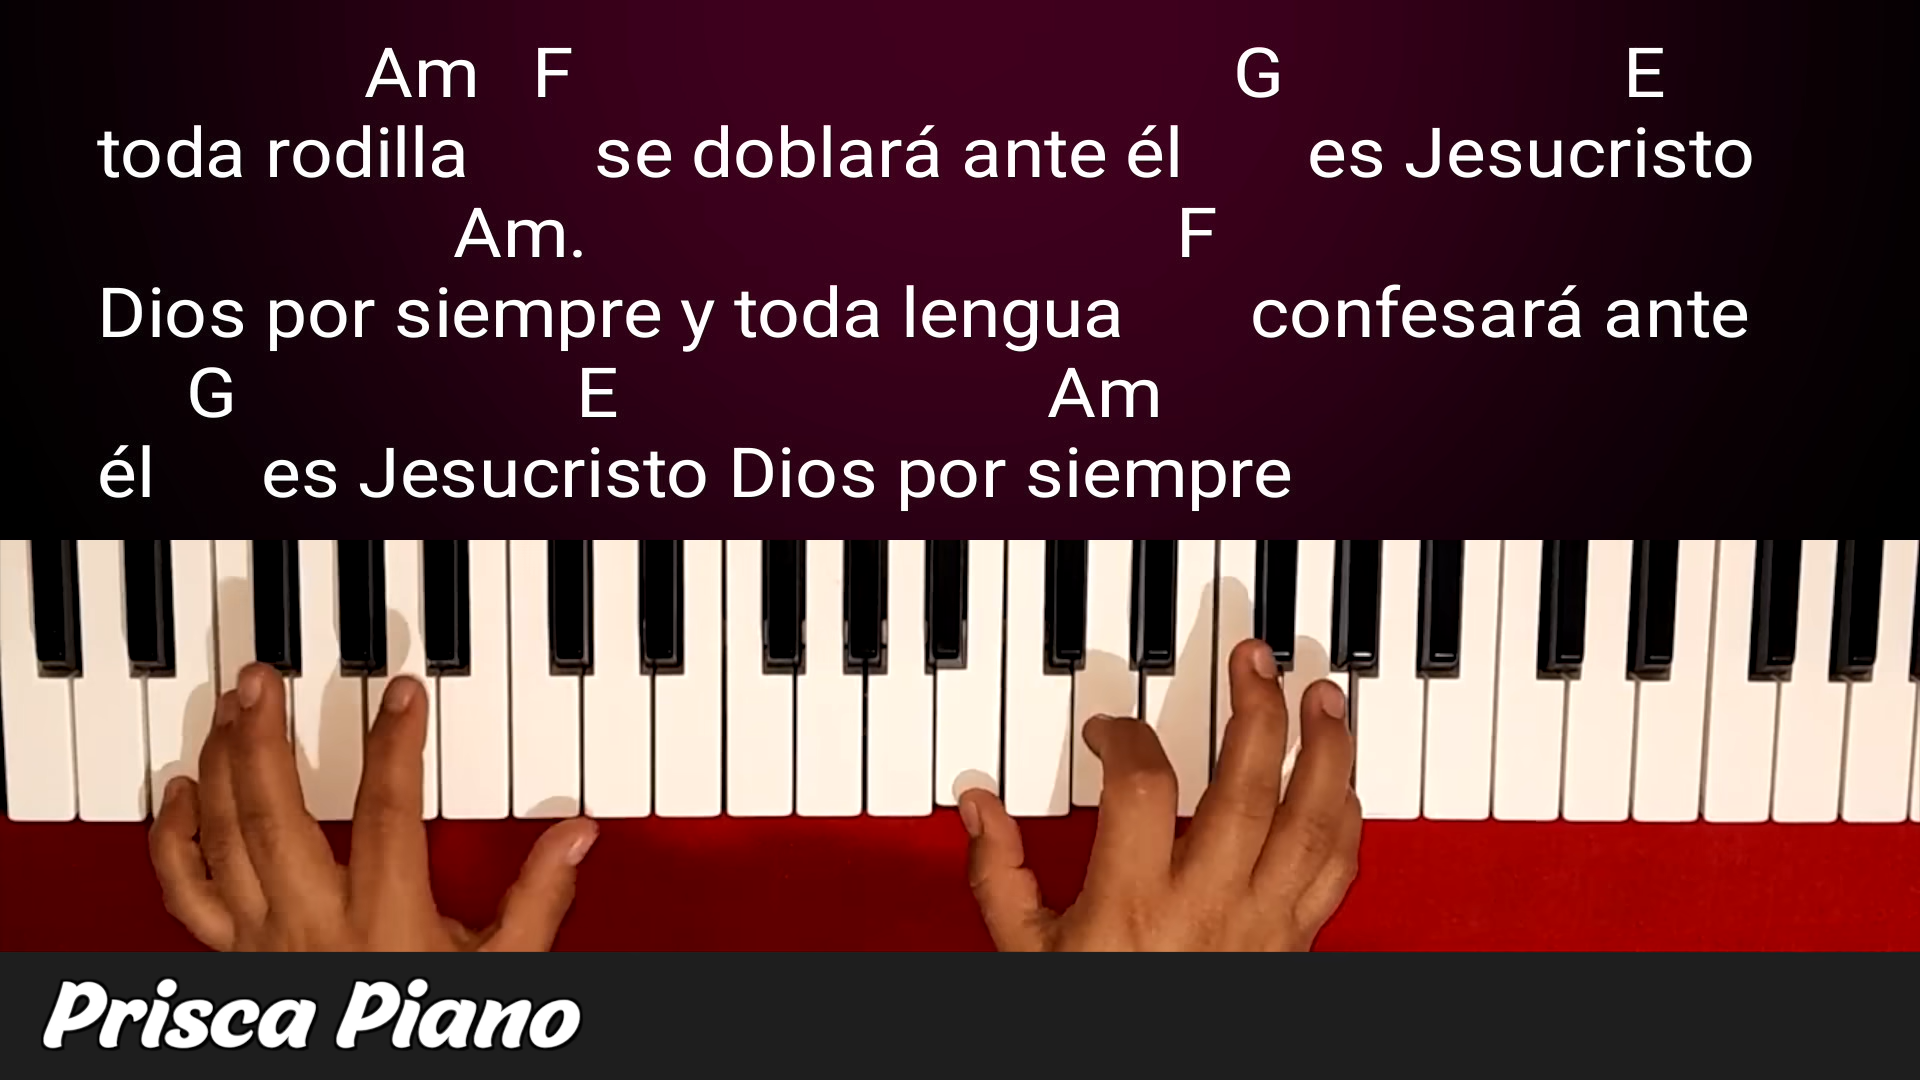 Am F G E
toda rodilla se doblará ante él es Jesucristo
Am. F
Dios por siempre y toda lengua confesará ante
G E Am
él es Jesucristo Dios por siempre
Prisca Piano